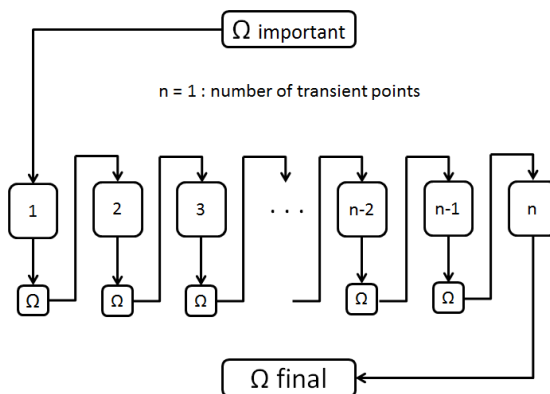 Ω important
n = 1 : number of transient points
1
2
3
. . .
n-2
n-1
n
Ω
Ω
Ω
Ω
Ω
Ω final